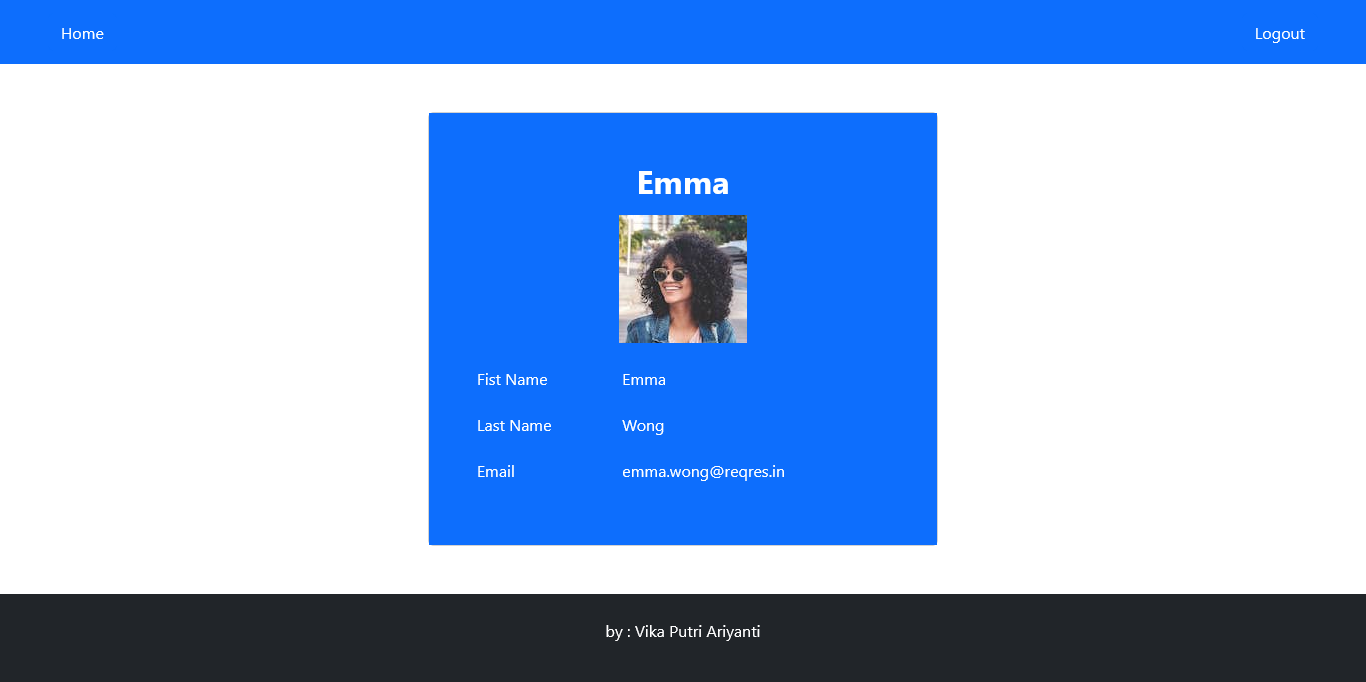 Home Logout
Emma
Fist Name Emma
Last Name Wong
Email emma.wong@reqres.in
by : Vika Putri Ariyanti